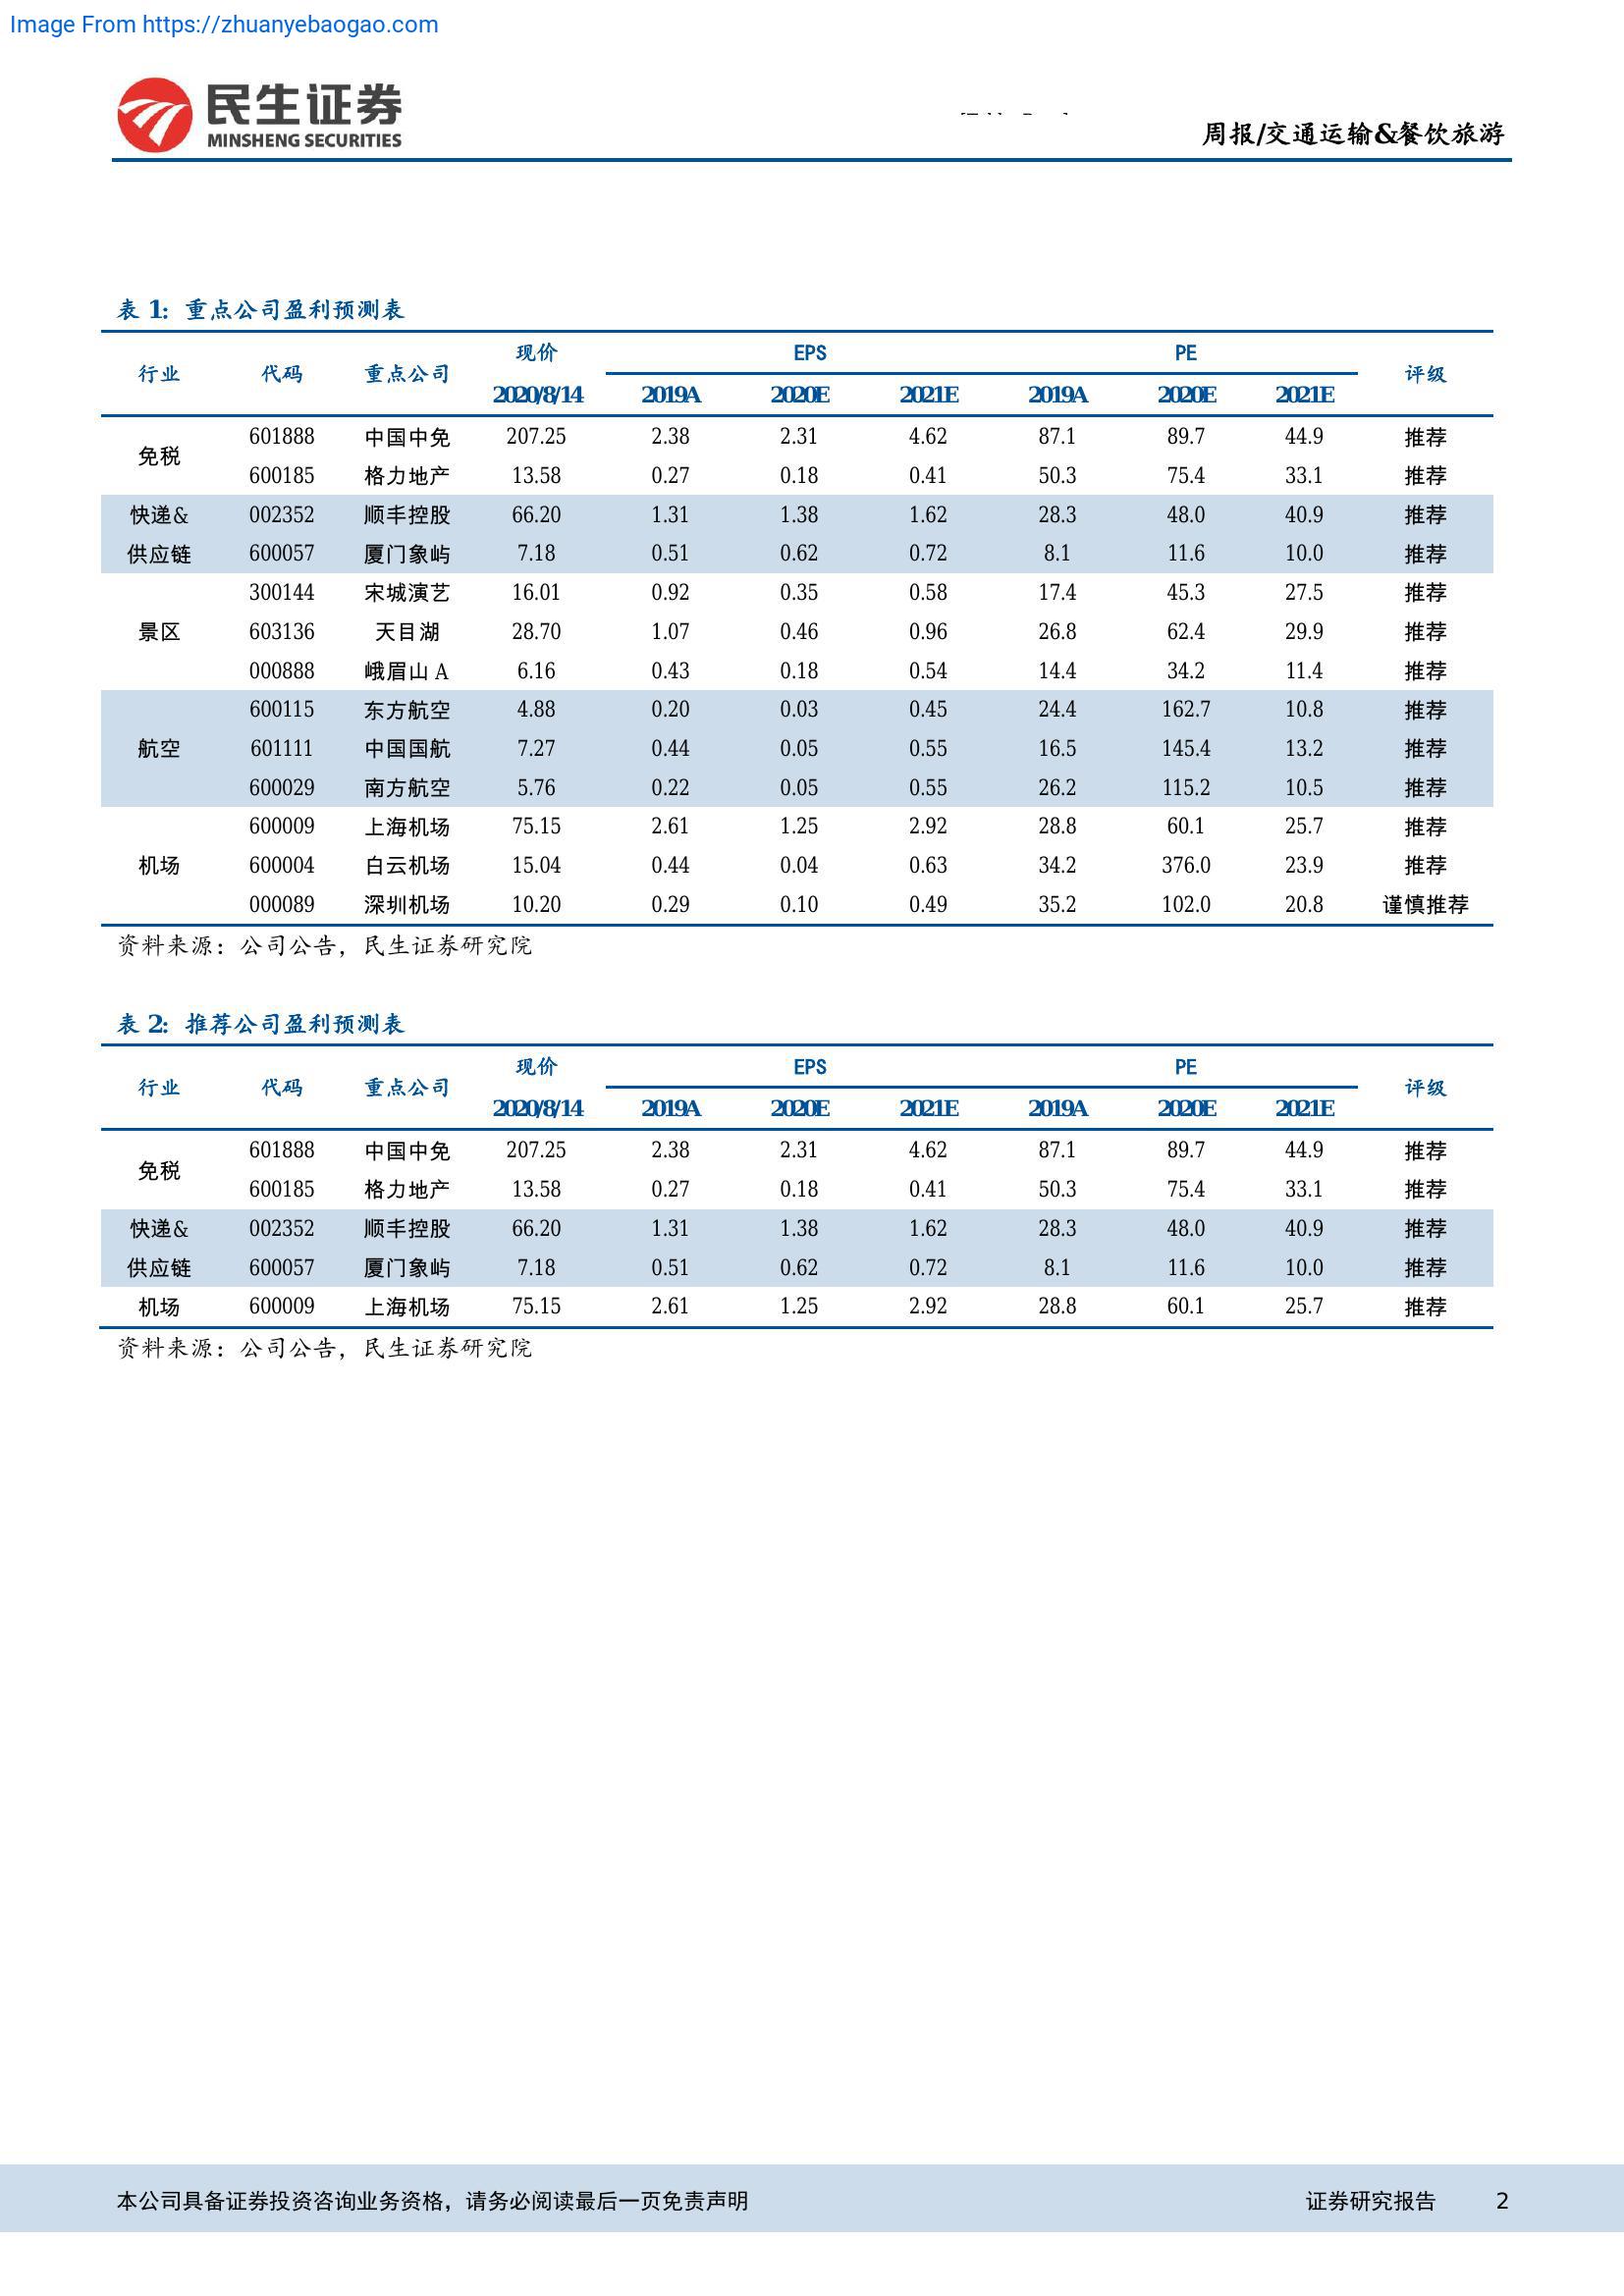 Image From https://zhuanyebaogao.com
民生证券
MINSHENG SECURITIES
周报/交通运输&餐饮旅游
表 1：重点公司盈利预测表
行业 代码 重点公司 现价 EPS PE 评级
2020/8/14 2019A 2020E 2021E 2019A 2020E 2021E
免税 601888 中国中免 207.25 2.38 2.31 4.62 87.1 89.7 44.9 推荐
600185 格力地产 13.58 0.27 0.18 0.41 50.3 75.4 33.1 推荐
快递& 002352 顺丰控股 66.20 1.31 1.38 1.62 28.3 48.0 40.9 推荐
供应链 600057 厦门象屿 7.18 0.51 0.62 0.72 8.1 11.6 10.0 推荐
300144 宋城演艺 16.01 0.92 0.35 0.58 17.4 45.3 27.5 推荐
景区 603136 天目湖 28.70 1.07 0.46 0.96 26.8 62.4 29.9 推荐
000888 峨眉山 A 6.16 0.43 0.18 0.54 14.4 34.2 11.4 推荐
600115 东方航空 4.88 0.20 0.03 0.45 24.4 162.7 10.8 推荐
航空 601111 中国国航 7.27 0.44 0.05 0.55 16.5 145.4 13.2 推荐
600029 南方航空 5.76 0.22 0.05 0.55 26.2 115.2 10.5 推荐
600009 上海机场 75.15 2.61 1.25 2.92 28.8 60.1 25.7 推荐
机场 600004 白云机场 15.04 0.44 0.04 0.63 34.2 376.0 23.9 推荐
000089 深圳机场 10.20 0.29 0.10 0.49 35.2 102.0 20.8 谨慎推荐
资料来源：公司公告，民生证券研究院
表 2：推荐公司盈利预测表
行业 代码 重点公司 现价 EPS PE 评级
2020/8/14 2019A 2020E 2021E 2019A 2020E 2021E
免税 601888 中国中免 207.25 2.38 2.31 4.62 87.1 89.7 44.9 推荐
600185 格力地产 13.58 0.27 0.18 0.41 50.3 75.4 33.1 推荐
快递& 002352 顺丰控股 66.20 1.31 1.38 1.62 28.3 48.0 40.9 推荐
供应链 600057 厦门象屿 7.18 0.51 0.62 0.72 8.1 11.6 10.0 推荐
机场 600009 上海机场 75.15 2.61 1.25 2.92 28.8 60.1 25.7 推荐
资料来源：公司公告，民生证券研究院
本公司具备证券投资咨询业务资格，请务必阅读最后一页免责声明 证券研究报告 2